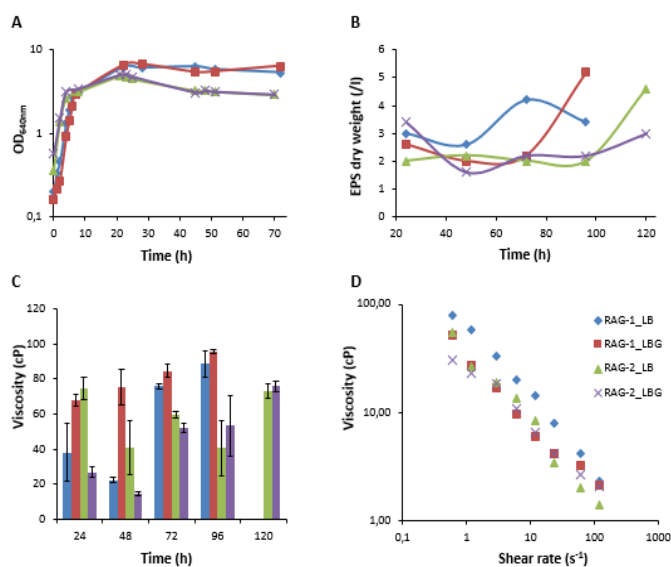 A
10
1
0,1
OD640nm
0 10 20 30 40 50 60 70
Time (h)
B
6
5
4
3
2
1
0
EPS dry weight (/l)
20 40 60 80 100 120
Time (h)
C
120
100
80
60
40
20
0
Viscosity (cP)
24 48 72 96 120
Time (h)
D
100,00
10,00
1,00
Viscosity (cP)
0,1 1 10 100 1000
Shear rate (s⁻¹)
RAG-1_LB
RAG-1_LBG
RAG-2_LB
RAG-2_LBG